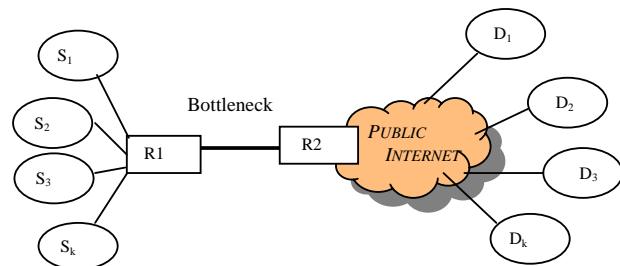 S1
S2
S3
Sk
R1
Bottleneck
R2
PUBLIC
INTERNET
D1
D2
D3
Dk